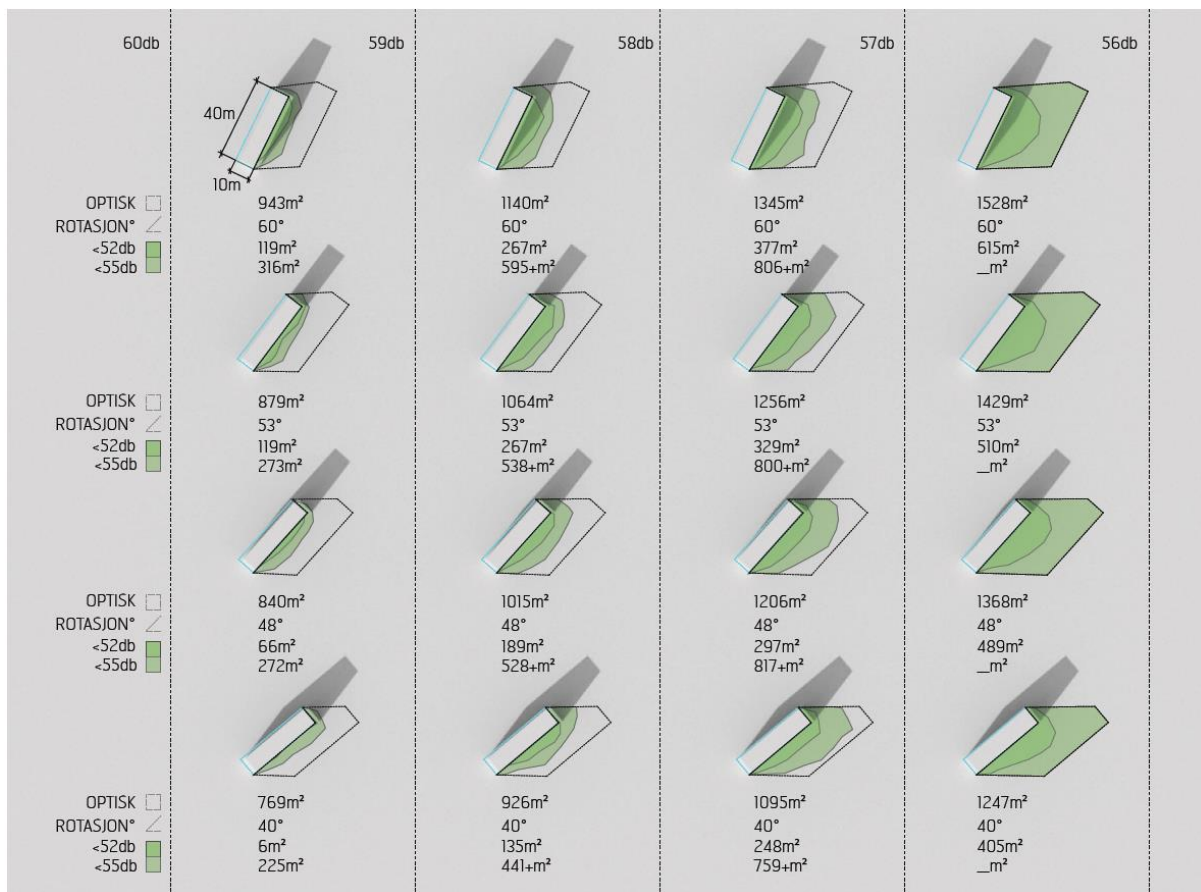 60db 59db 58db 57db 56db
40m
10m
OPTISK 943m² 1140m² 1345m² 1528m²
ROTASJON° 60° 60° 60° 60°
<52db 119m² 267m² 377m² 615m²
<55db 316m² 595+m² 806+m² __m²
OPTISK 879m² 1064m² 1256m² 1429m²
ROTASJON° 53° 53° 53° 53°
<52db 119m² 267m² 329m² 510m²
<55db 273m² 538+m² 800+m² __m²
OPTISK 840m² 1015m² 1206m² 1368m²
ROTASJON° 48° 48° 48° 48°
<52db 66m² 189m² 297m² 489m²
<55db 272m² 528+m² 817+m² __m²
OPTISK 769m² 926m² 1095m² 1247m²
ROTASJON° 40° 40° 40° 40°
<52db 6m² 135m² 248m² 405m²
<55db 225m² 441+m² 759+m² __m²